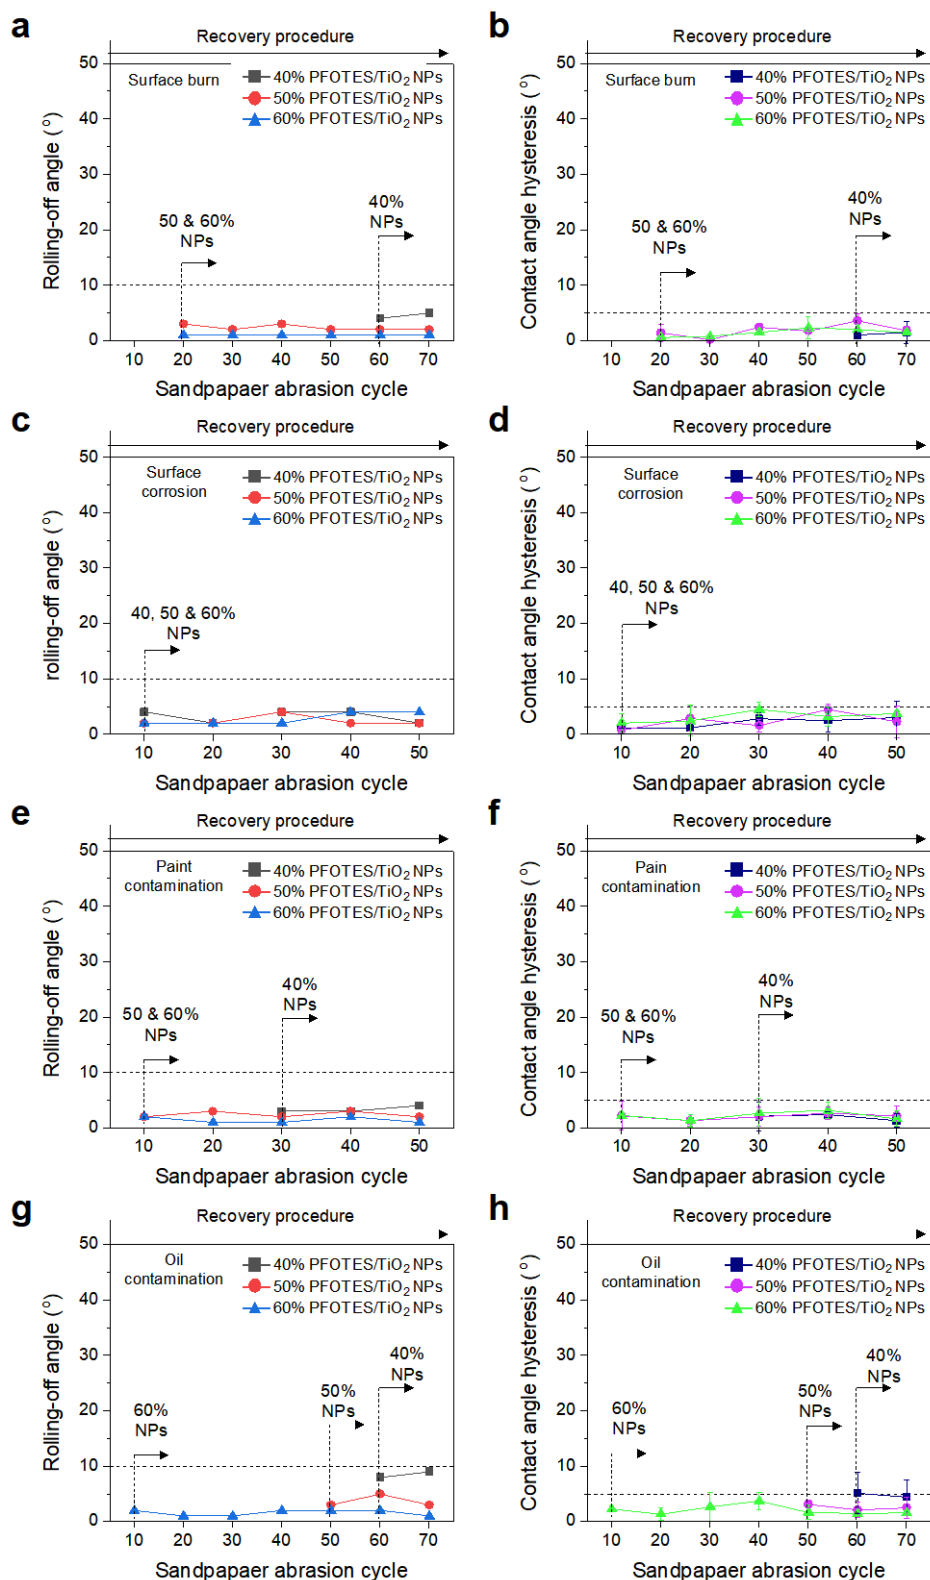 a
Recovery procedure
Surface burn
40% PFOTES/TiO2 NPs
50% PFOTES/TiO2 NPs
60% PFOTES/TiO2 NPs
50
40
30
20
10
0
Rolling-off angle (°)
50 & 60%
NPs
40%
NPs
10 20 30 40 50 60 70
Sandpapaer abrasion cycle
b
Recovery procedure
Surface burn
40% PFOTES/TiO2 NPs
50% PFOTES/TiO2 NPs
60% PFOTES/TiO2 NPs
50
40
30
20
10
0
Contact angle hysteresis (°)
50 & 60%
NPs
40%
NPs
10 20 30 40 50 60 70
Sandpapaer abrasion cycle
c
Recovery procedure
Surface
corrosion
40% PFOTES/TiO2 NPs
50% PFOTES/TiO2 NPs
60% PFOTES/TiO2 NPs
50
40
30
20
10
0
rolling-off angle (°)
40, 50 & 60%
NPs
10 20 30 40 50
Sandpapaer abrasion cycle
d
Recovery procedure
Surface
corrosion
40% PFOTES/TiO2 NPs
50% PFOTES/TiO2 NPs
60% PFOTES/TiO2 NPs
50
40
30
20
10
0
Contact angle hysteresis (°)
40, 50 & 60%
NPs
10 20 30 40 50
Sandpapaer abrasion cycle
e
Recovery procedure
Paint
contamination
40% PFOTES/TiO2 NPs
50% PFOTES/TiO2 NPs
60% PFOTES/TiO2 NPs
50
40
30
20
10
0
Rolling-off angle (°)
50 & 60%
NPs
40%
NPs
10 20 30 40 50
Sandpapaer abrasion cycle
f
Recovery procedure
Pain
contamination
40% PFOTES/TiO2 NPs
50% PFOTES/TiO2 NPs
60% PFOTES/TiO2 NPs
50
40
30
20
10
0
Contact angle hysteresis (°)
50 & 60%
NPs
40%
NPs
10 20 30 40 50
Sandpapaer abrasion cycle
g
Recovery procedure
Oil
contamination
40% PFOTES/TiO2 NPs
50% PFOTES/TiO2 NPs
60% PFOTES/TiO2 NPs
50
40
30
20
10
0
Rolling-off angle (°)
60%
NPs
50%
NPs
40%
NPs
10 20 30 40 50 60 70
Sandpapaer abrasion cycle
h
Recovery procedure
Oil
contamination
40% PFOTES/TiO2 NPs
50% PFOTES/TiO2 NPs
60% PFOTES/TiO2 NPs
50
40
30
20
10
0
Contact angle hysteresis (°)
60%
NPs
50%
NPs
40%
NPs
10 20 30 40 50 60 70
Sandpapaer abrasion cycle